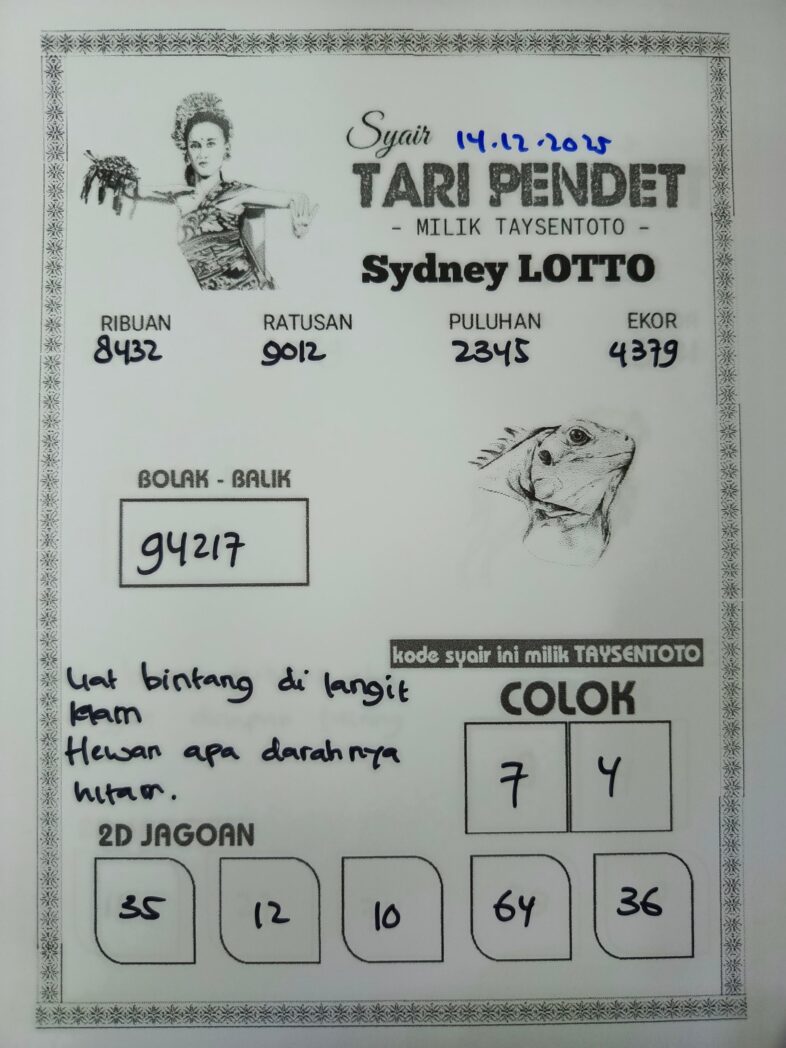 Syair 14.12.2025
TARI PENDET
- MILIK TAYSENTOTO -
Sydney LOTTO
RIBUAN RATUSAN PULUHAN EKOR
8432 9012 2345 4379
BOLAK - BALIK
94217
kode syair ini milik TAYSENTOTO
COLOK
7 4
bintang di langit
Hewan apa darahnya
hitam.
2D JAGOAN
35 12 10 64 36